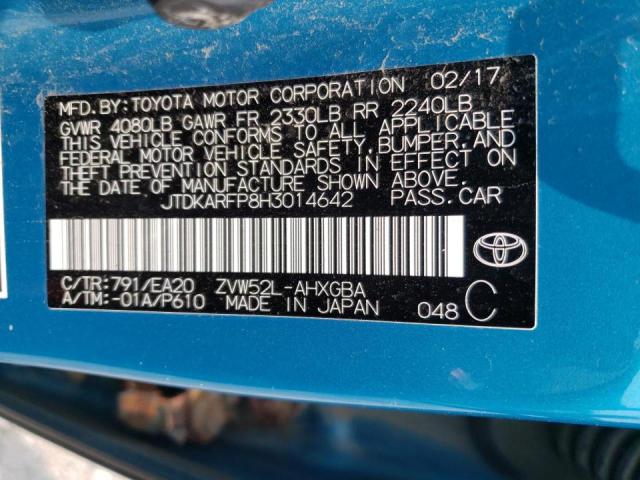 MFD. BY: TOYOTA MOTOR CORPORATION 02/17
GVWR 4080LB GAWR FR 2330LB RR 2240LB
THIS VEHICLE CONFORMS TO ALL APPLICABLE
FEDERAL MOTOR VEHICLE SAFETY, BUMPER, AND
THEFT PREVENTION STANDARDS IN EFFECT ON
THE DATE OF MANUFACTURE SHOWN ABOVE.
JTDKARFP8H3014642 PASS. CAR
C/TR: 791/EA20 ZVW52L-AHXGBA
A/TM: -01A/P610 MADE IN JAPAN 048 C